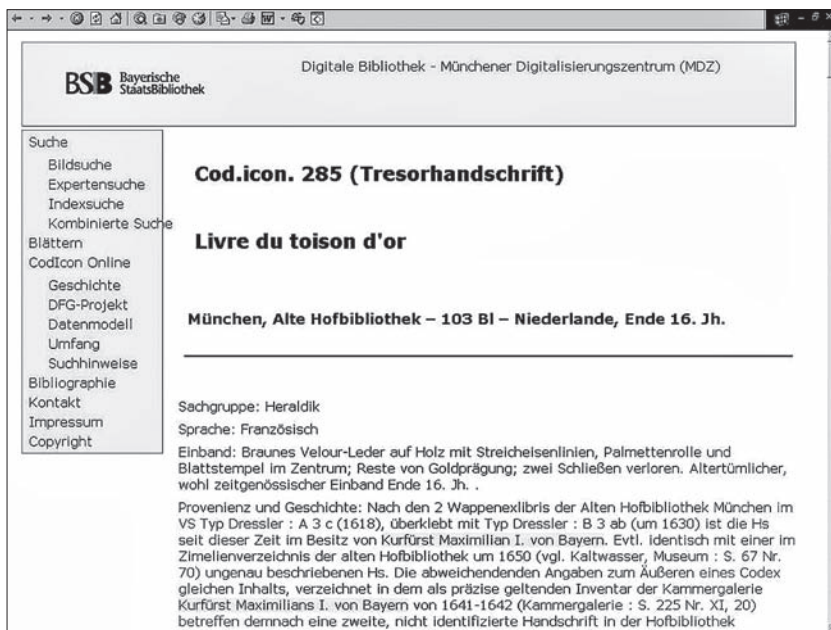 BSB Bayerische
StaatsBibliothek
Digitale Bibliothek - Münchener Digitalisierungszentrum (MDZ)
Suche
Bildsuche
Expertensuche
Indexsuche
Kombinierte Suche
Blättern
CodIcon Online
Geschichte
DFG-Projekt
Datenmodell
Umfang
Suchhinweise
Bibliographie
Kontakt
Impressum
Copyright
Cod.icon. 285 (Tresorhandschrift)
Livre du toison d'or
München, Alte Hofbibliothek – 103 Bl – Niederlande, Ende 16. Jh.
Sachgruppe: Heraldik
Sprache: Französisch
Einband: Braunes Velour-Leder auf Holz mit Streicheisenlinien, Palmettenrolle und
Blattstempel im Zentrum; Reste von Goldprägung; zwei Schließen verloren. Altertümlicher,
wohl zeitgenössischer Einband Ende 16. Jh. .
Provenienz und Geschichte: Nach den 2 Wappenexlibris der Alten Hofbibliothek München im
VS Typ Dressler : A 3 c (1618), überklebt mit Typ Dressler : B 3 ab (um 1630) ist die Hs
seit dieser Zeit im Besitz von Kurfürst Maximilian I. von Bayern. Evtl. identisch mit einer im
Zimelienverzeichnis der alten Hofbibliothek um 1650 (vgl. Kaltwasser, Museum : S. 67 Nr.
70) ungenau beschriebenen Hs. Die abweichendenden Angaben zum Äußeren eines Codex
gleichen Inhalts, verzeichnet in dem als präzise geltenden Inventar der Kammergalerie
Kurfürst Maximilians I. von Bayern von 1641-1642 (Kammergalerie : S. 225 Nr. XI, 20)
betreffen demnach eine zweite, nicht identifizierte Handschrift in der Hofbibliothek